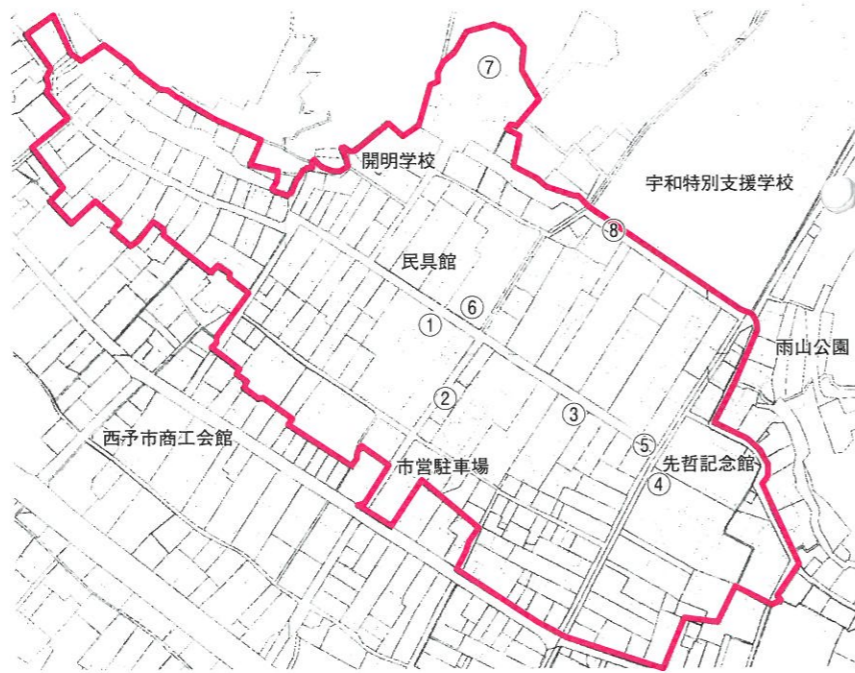 ⑦
開明学校
宇和特別支援学校
⑧
民具館
⑥
①
雨山公園
②
③
西予市商工会館
市営駐車場
⑤
先哲記念館
④